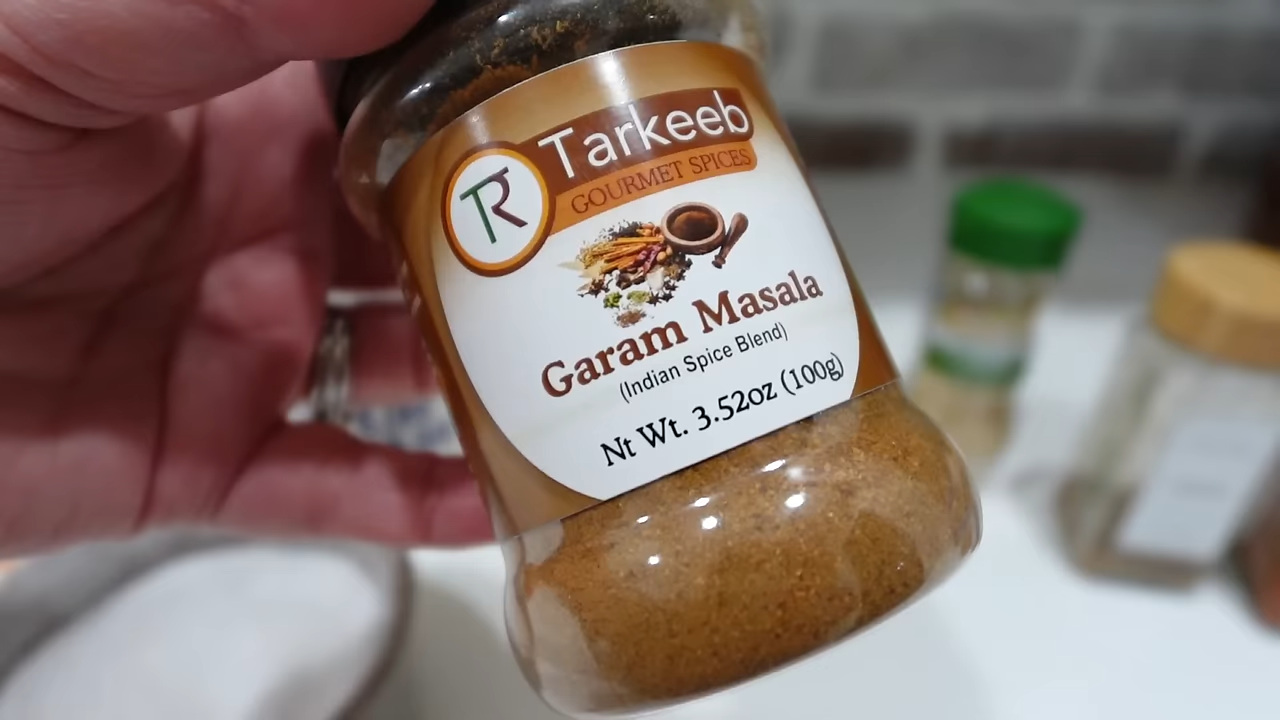 TR
Tarkeeb
GOURMET SPICES
Garam Masala
(Indian Spice Blend)
Nt Wt. 3.52oz (100g)